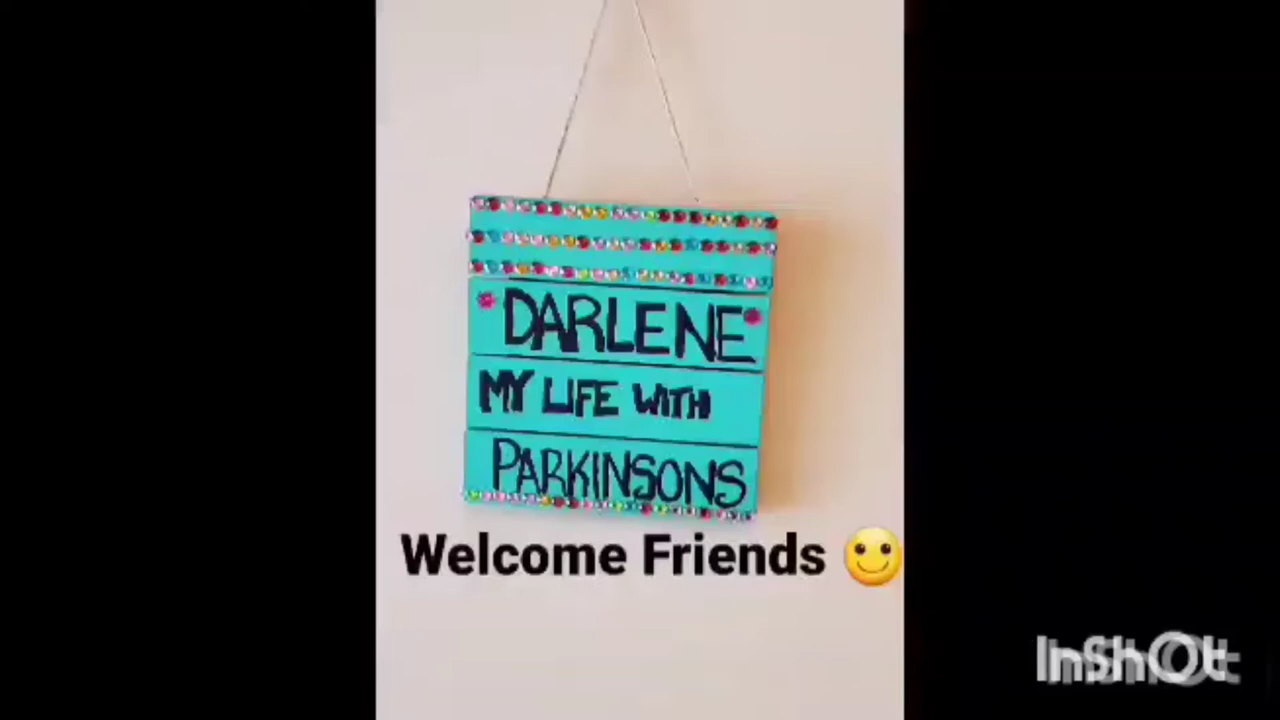 DARLENE
MY LIFE WITH
PARKINSONS
Welcome Friends 🙂
InShOt